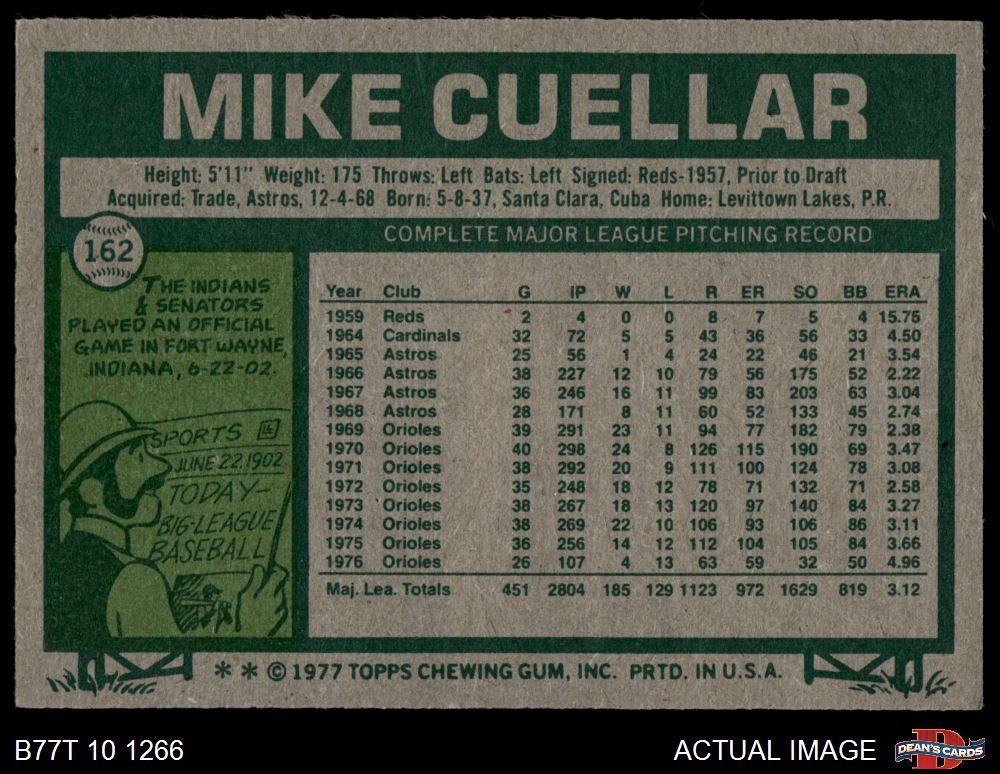 MIKE CUELLAR
Height: 5'11" Weight: 175 Throws: Left Bats: Left Signed: Reds-1957, Prior to Draft
Acquired: Trade, Astros, 12-4-68 Born: 5-8-37, Santa Clara, Cuba Home: Levittown Lakes, P.R.
162
COMPLETE MAJOR LEAGUE PITCHING RECORD
THE INDIANS
& SENATORS
PLAYED AN OFFICIAL
GAME IN FORT WAYNE,
INDIANA, 6-22-02.
SPORTS
JUNE 22, 1902
TODAY-
BIG-LEAGUE
BASEBALL
Year Club G IP W L R ER SO BB ERA
1959 Reds 2 4 0 0 8 7 5 4 15.75
1964 Cardinals 32 72 5 5 43 36 56 33 4.50
1965 Astros 25 56 1 4 24 22 46 21 3.54
1966 Astros 38 227 12 10 79 56 175 52 2.22
1967 Astros 36 246 16 11 99 83 203 63 3.04
1968 Astros 28 171 8 11 60 52 133 45 2.74
1969 Orioles 39 291 23 11 94 77 182 79 2.38
1970 Orioles 40 298 24 8 126 115 190 69 3.47
1971 Orioles 38 292 20 9 111 100 124 78 3.08
1972 Orioles 35 248 18 12 78 71 132 71 2.58
1973 Orioles 38 267 18 13 120 97 140 84 3.27
1974 Orioles 38 269 22 10 106 93 106 86 3.11
1975 Orioles 36 256 14 12 112 104 105 84 3.66
1976 Orioles 26 107 4 13 63 59 32 50 4.96
Maj. Lea. Totals 451 2804 185 129 1123 972 1629 819 3.12
* * © 1977 TOPPS CHEWING GUM, INC. PRTD. IN U.S.A.
B77T 10 1266
ACTUAL IMAGE
DEAN'S CARDS